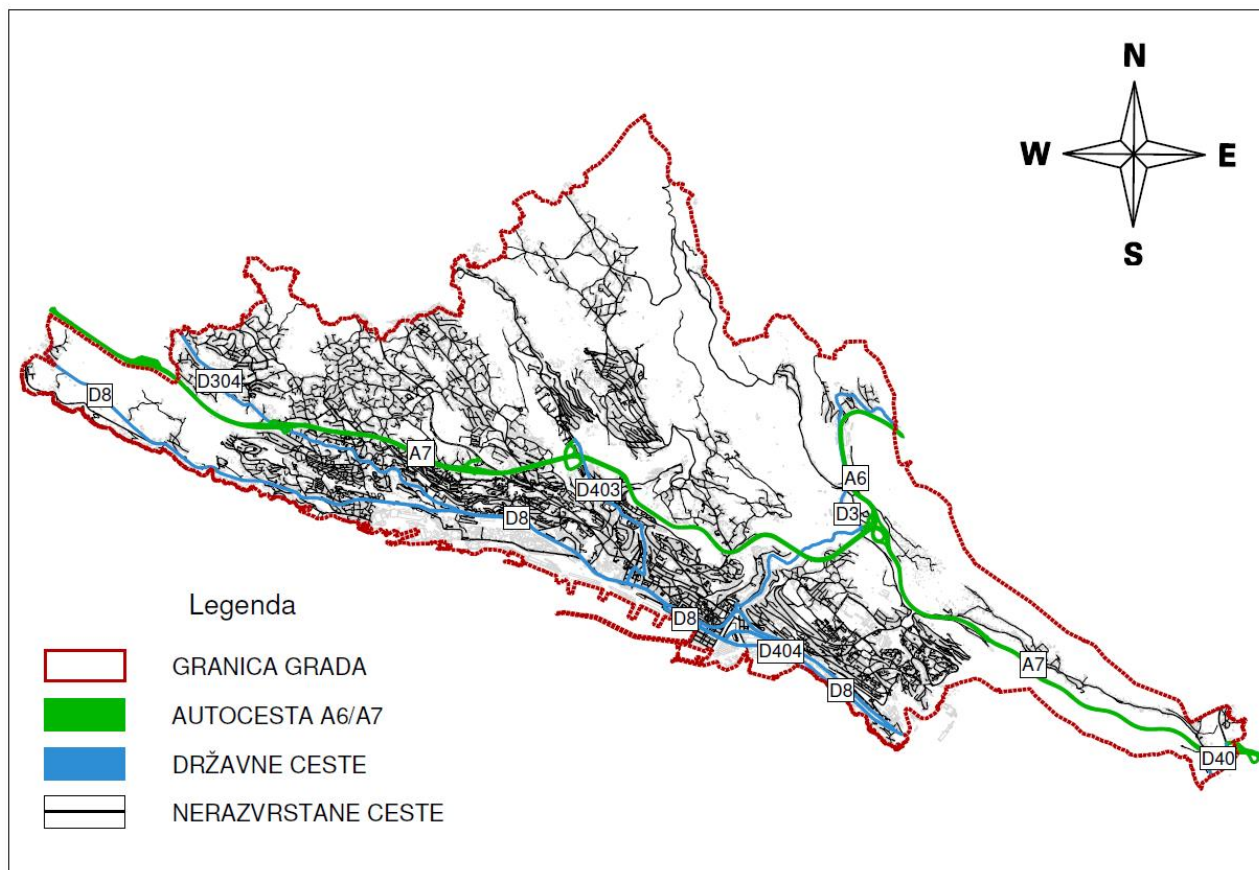 N
W E
S
D304
D8
A7
D403
D8
A6
D3
D8
D404
D8
A7
D40
Legenda
GRANICA GRADA
AUTOCESTA A6/A7
DRŽAVNE CESTE
NERAZVRSTANE CESTE